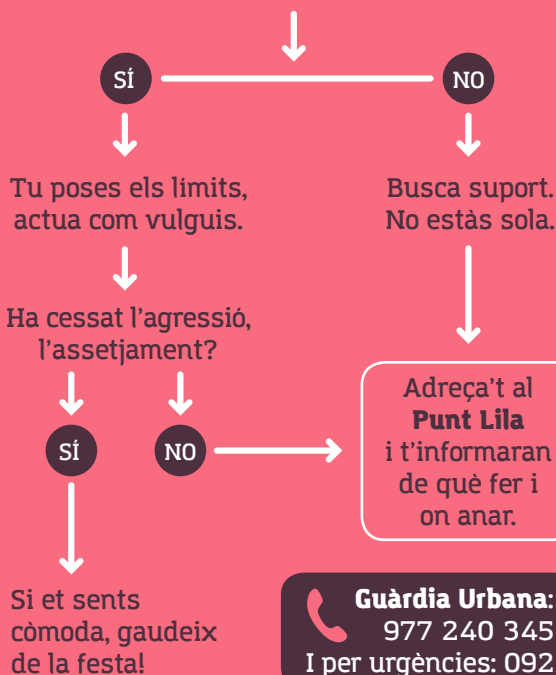 SÍ
NO
Tu poses els límits,
actua com vulguis.
Busca suport.
No estàs sola.
Ha cessat l'agressió,
l'assetjament?
SÍ
NO
Adreça't al
Punt Lila
i t'informaran
de què fer i
on anar.
Si et sents
còmoda, gaudeix
de la festa!
Guàrdia Urbana:
977 240 345
I per urgències: 092